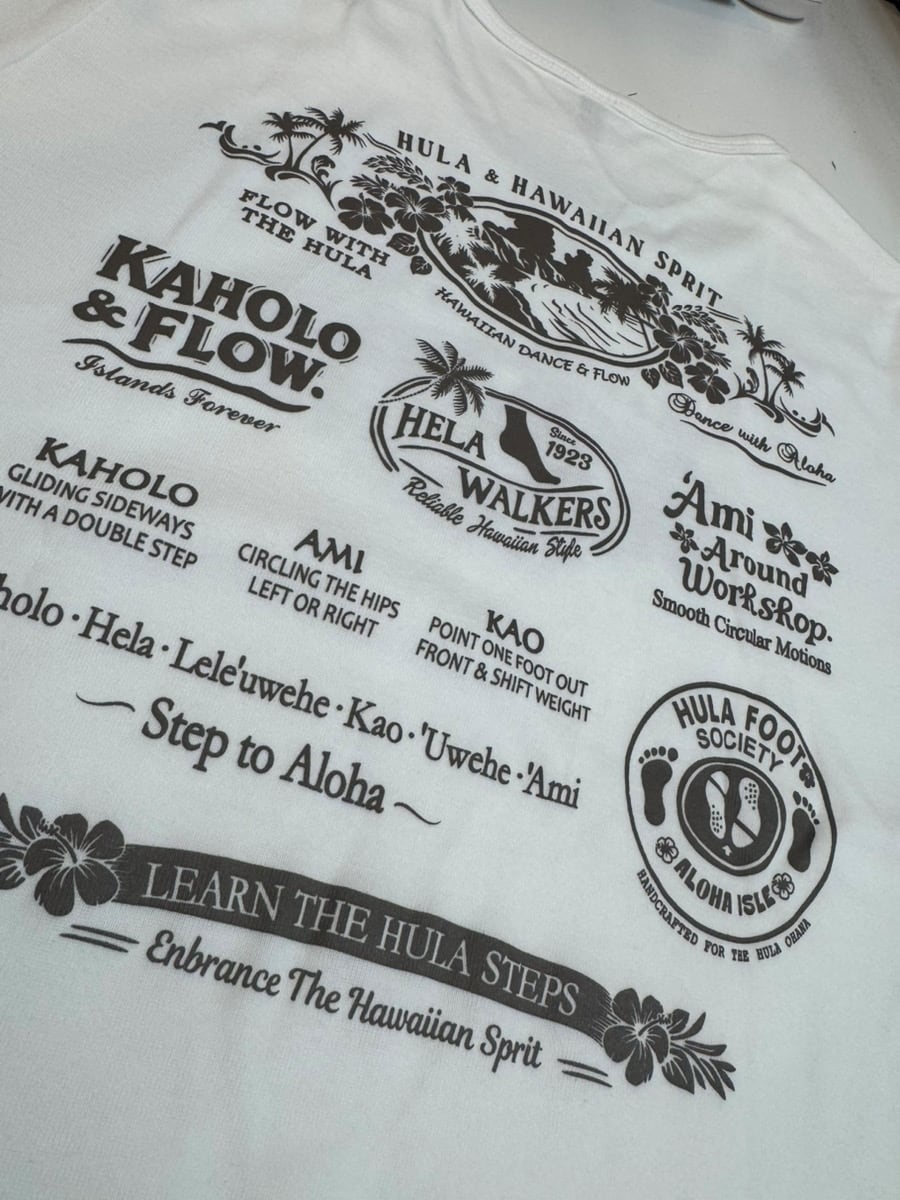 HULA & HAWAIIAN SPRIT
FLOW WITH
THE HULA
HAWAIIAN DANCE & FLOW
Dance with Aloha
KAHOLO
& FLOW.
Islands Forever
HELA
Since
1923
WALKERS
Reliable Hawaiian Style
'Ami
Around
Workshop.
Smooth Circular Motions
KAHOLO
GLIDING SIDEWAYS
WITH A DOUBLE STEP
AMI
CIRCLING THE HIPS
LEFT OR RIGHT
KAO
POINT ONE FOOT OUT
FRONT & SHIFT WEIGHT
holo · Hela · Lele'uwehe · Kao · 'Uwehe · 'Ami
~ Step to Aloha ~
HULA FOOT
SOCIETY
ALOHA ISLE
HANDCRAFTED FOR THE HULA OHANA
LEARN THE HULA STEPS
Enbrance The Hawaiian Sprit